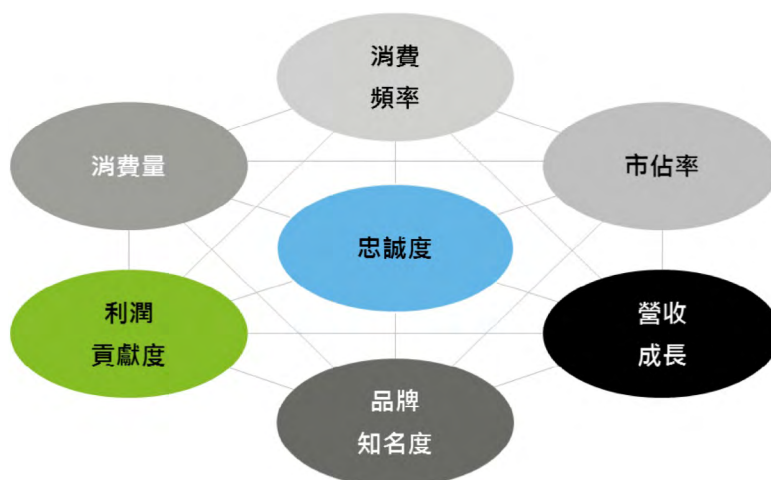 消費
頻率
消費量
市佔率
忠誠度
利潤
貢獻度
營收
成長
品牌
知名度